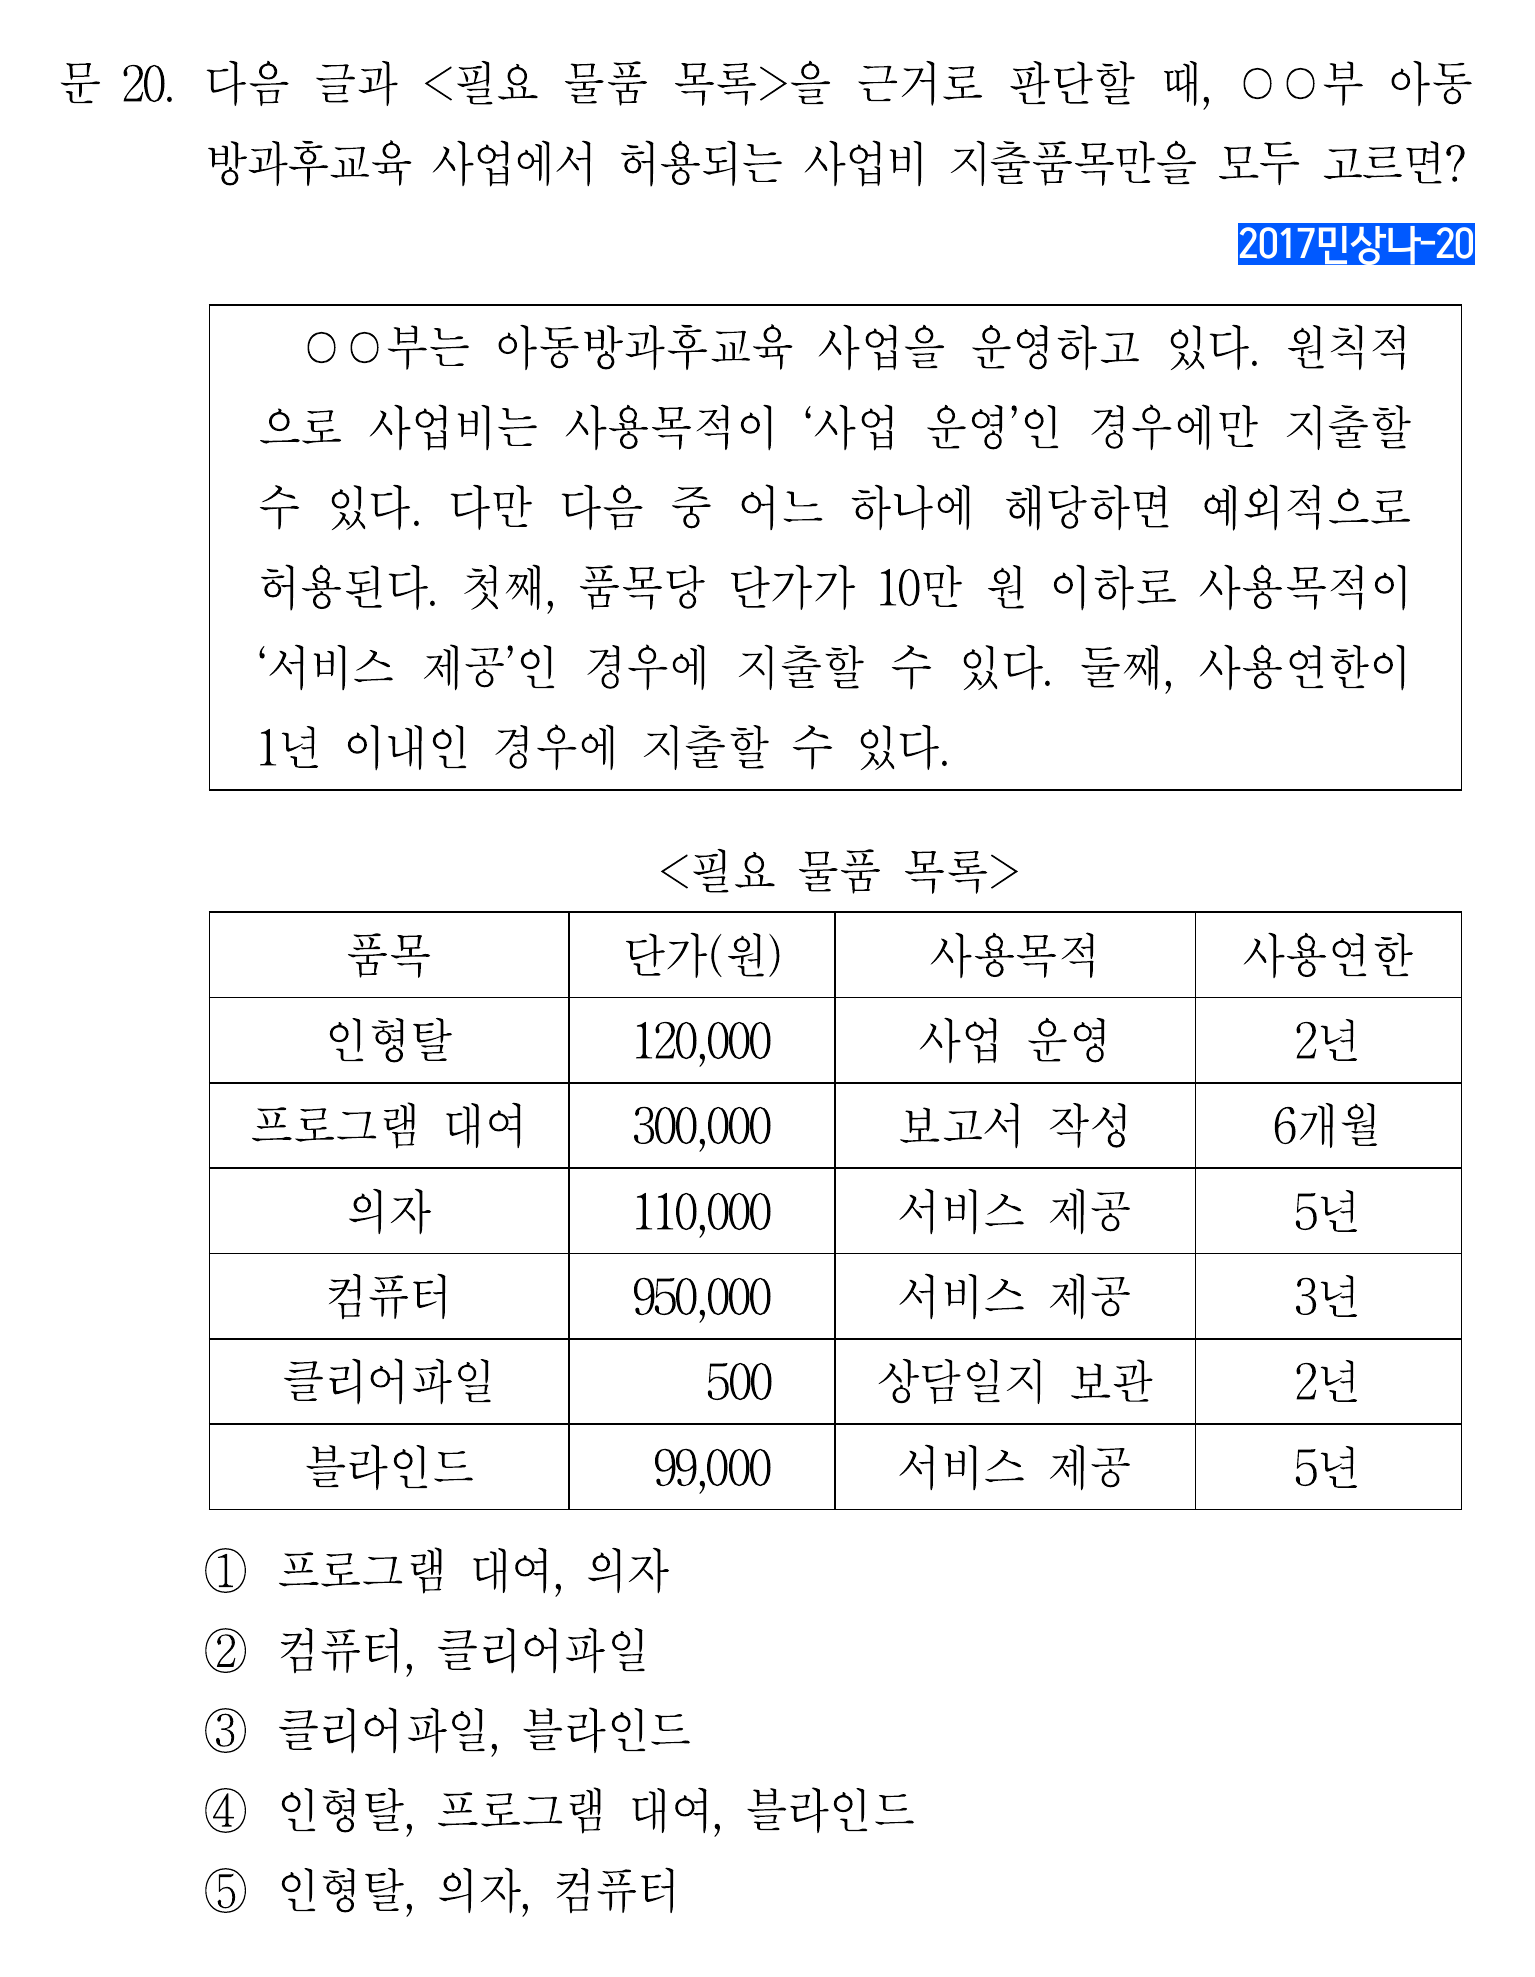 문 20. 다음 글과 <필요 물품 목록>을 근거로 판단할 때, ○○부 아동
방과후교육 사업에서 허용되는 사업비 지출품목만을 모두 고르면?
2017민상나-20
○○부는 아동방과후교육 사업을 운영하고 있다. 원칙적
으로 사업비는 사용목적이 ‘사업 운영’인 경우에만 지출할
수 있다. 다만 다음 중 어느 하나에 해당하면 예외적으로
허용된다. 첫째, 품목당 단가가 10만 원 이하로 사용목적이
‘서비스 제공’인 경우에 지출할 수 있다. 둘째, 사용연한이
1년 이내인 경우에 지출할 수 있다.
<필요 물품 목록>
품목 단가(원) 사용목적 사용연한
인형탈 120,000 사업 운영 2년
프로그램 대여 300,000 보고서 작성 6개월
의자 110,000 서비스 제공 5년
컴퓨터 950,000 서비스 제공 3년
클리어파일 500 상담일지 보관 2년
블라인드 99,000 서비스 제공 5년
① 프로그램 대여, 의자
② 컴퓨터, 클리어파일
③ 클리어파일, 블라인드
④ 인형탈, 프로그램 대여, 블라인드
⑤ 인형탈, 의자, 컴퓨터